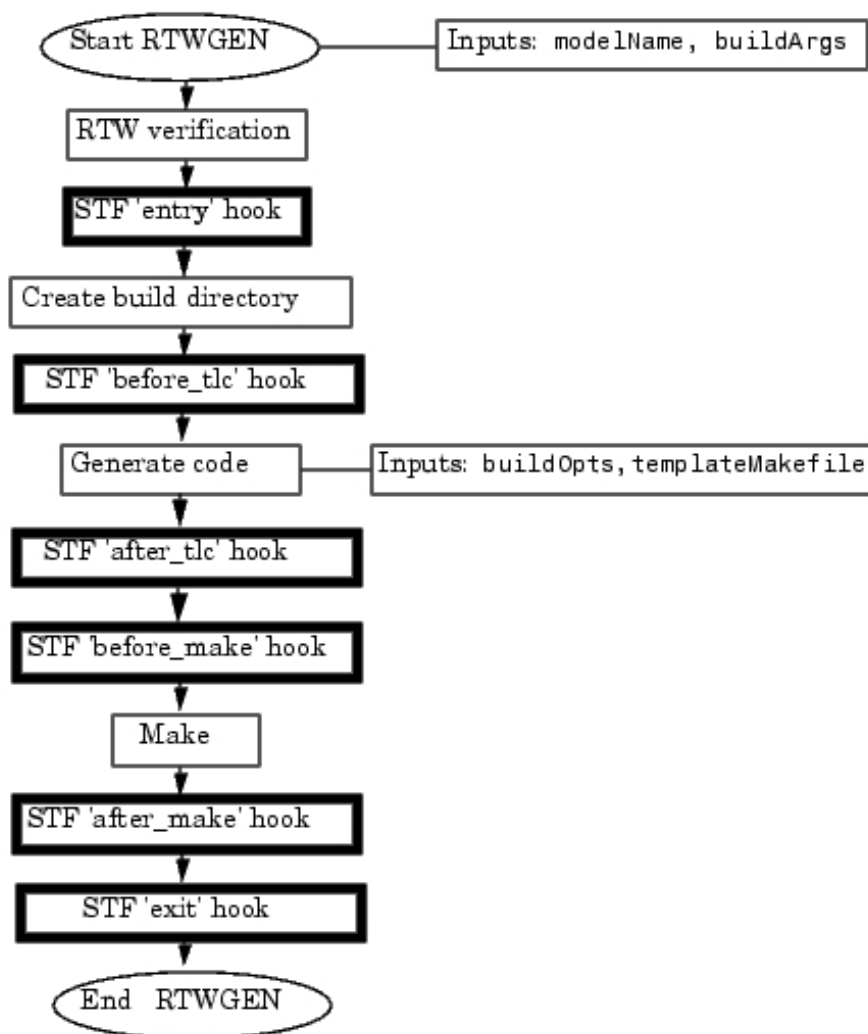 Start RTWGEN
Inputs: modelName, buildArgs
RTW verification
STF 'entry' hook
Create build directory
STF 'before_tlc' hook
Generate code
Inputs: buildOpts,templateMakefile
STF 'after_tlc' hook
STF 'before_make' hook
Make
STF 'after_make' hook
STF 'exit' hook
End RTWGEN